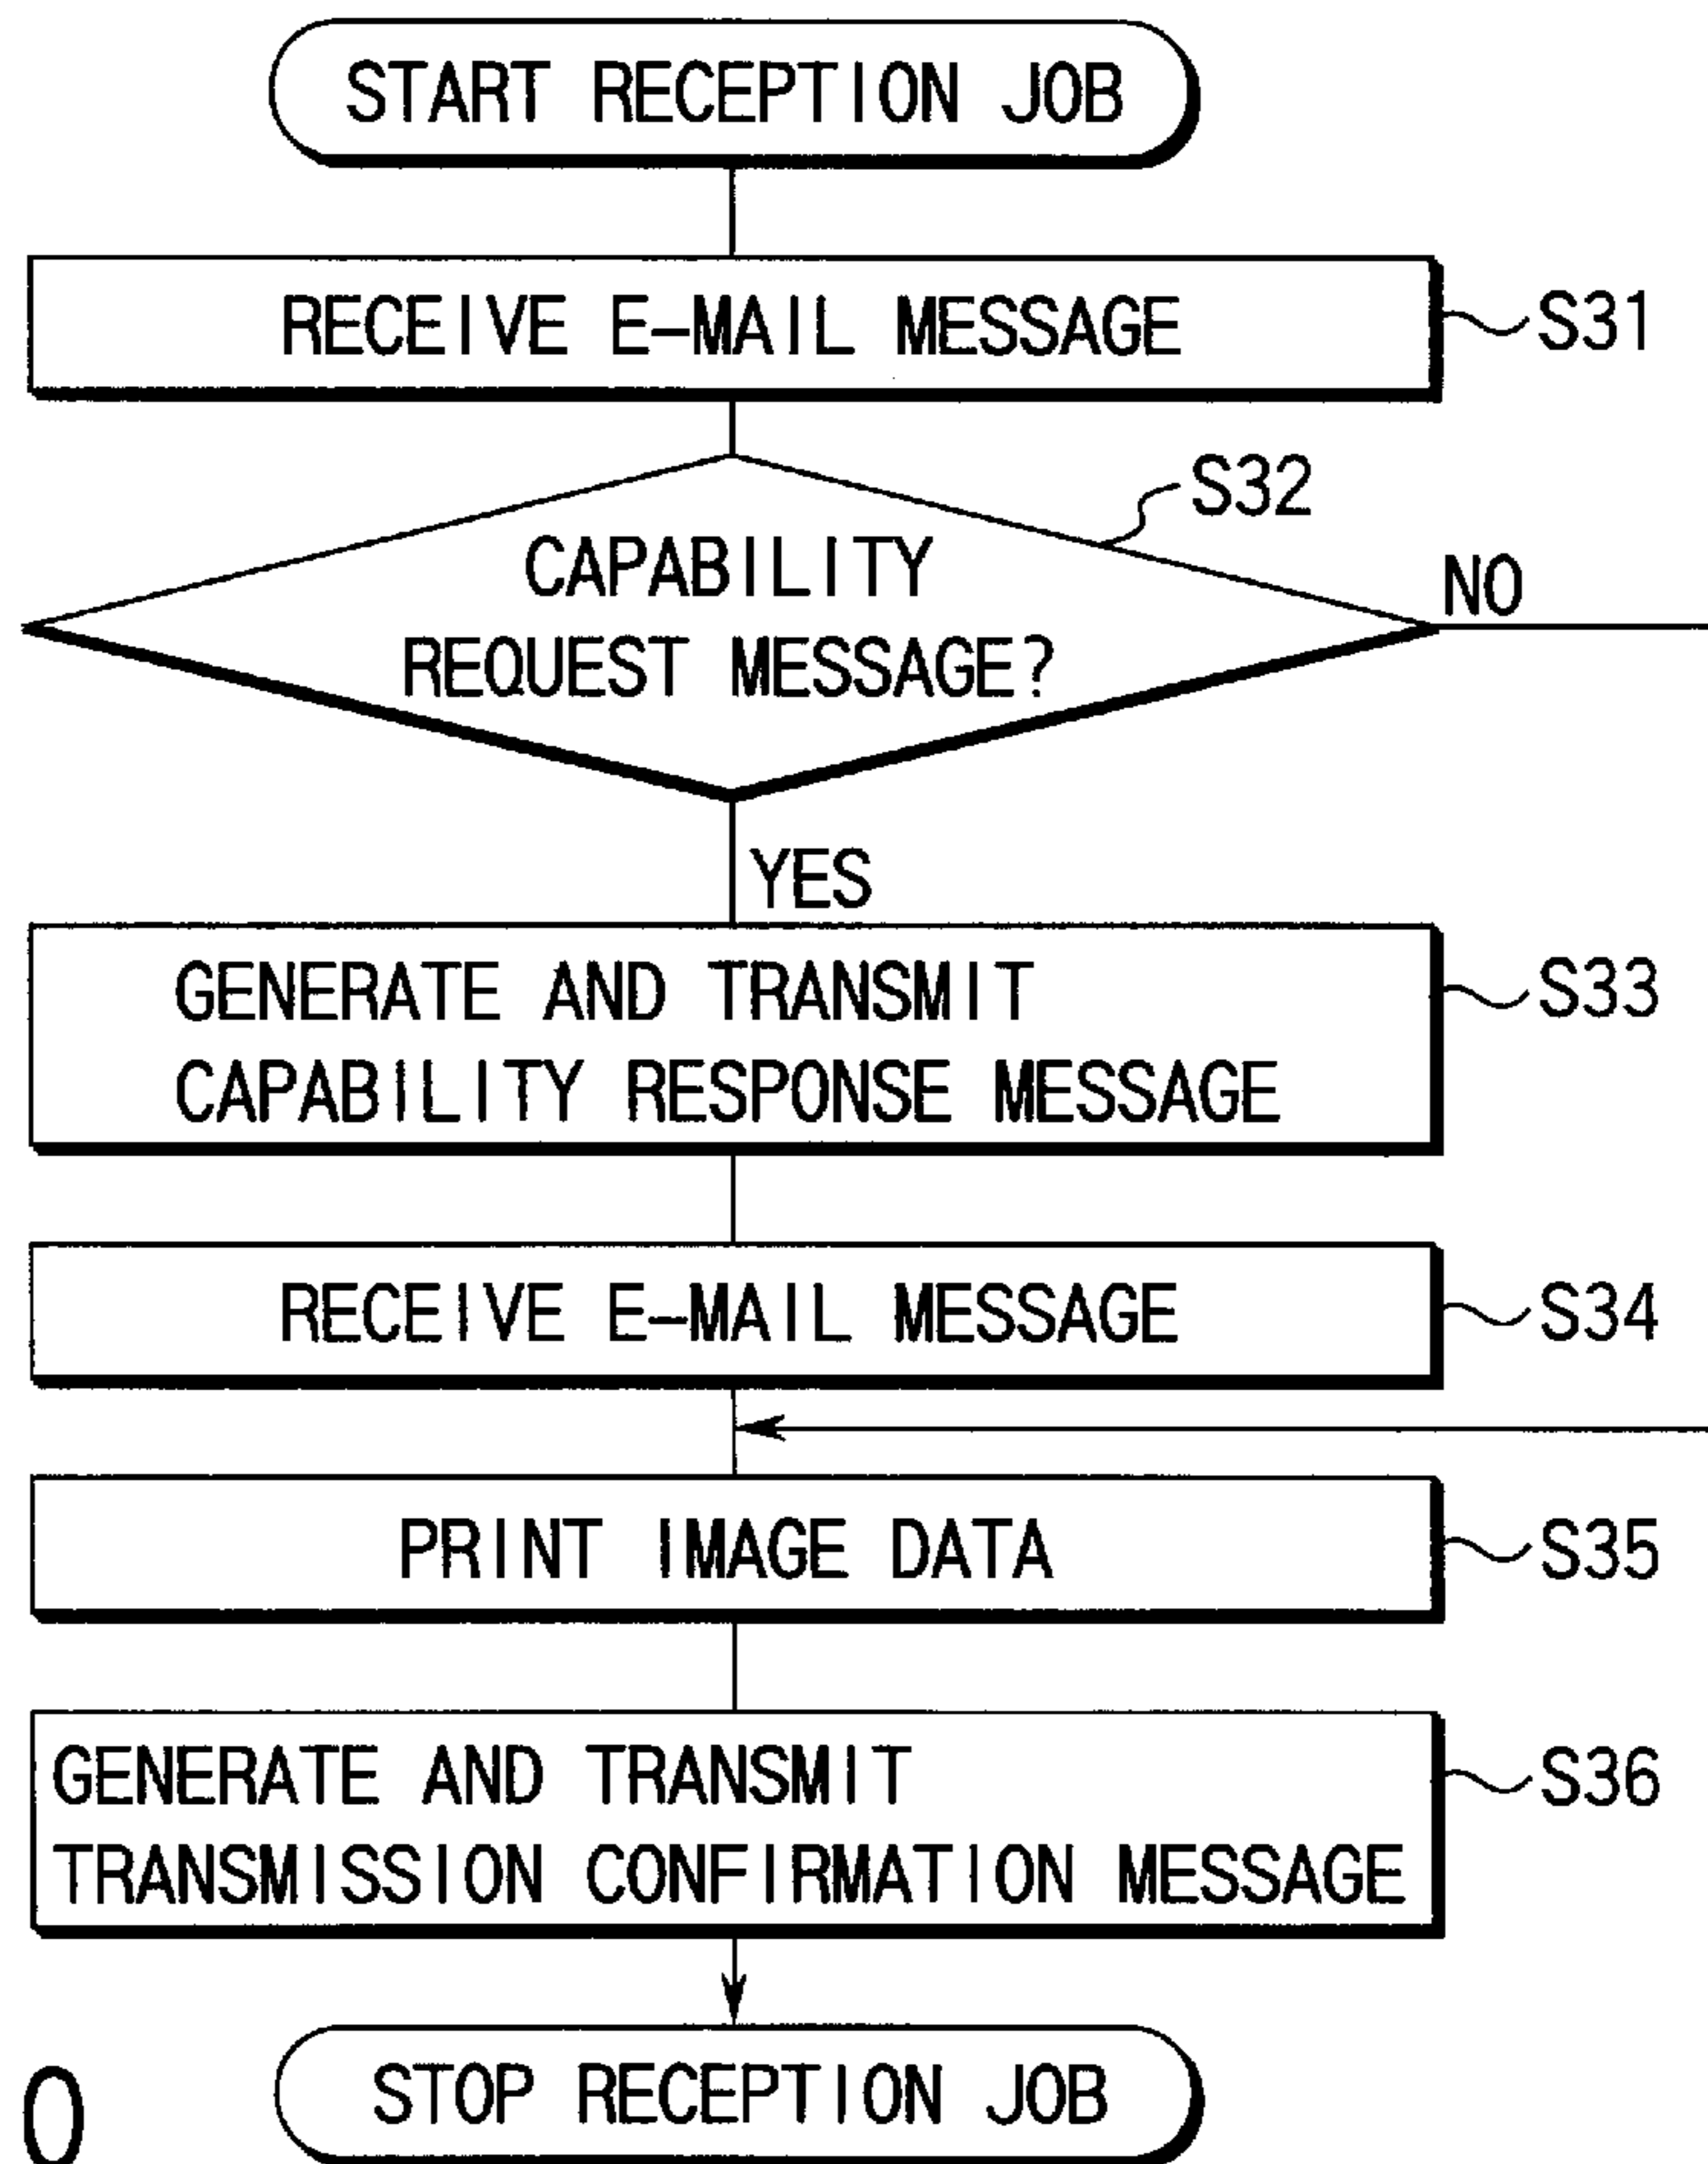 START RECEPTION JOB
RECEIVE E-MAIL MESSAGE
S31
S32
CAPABILITY
REQUEST MESSAGE?
NO
YES
GENERATE AND TRANSMIT
CAPABILITY RESPONSE MESSAGE
S33
RECEIVE E-MAIL MESSAGE
S34
PRINT IMAGE DATA
S35
GENERATE AND TRANSMIT
TRANSMISSION CONFIRMATION MESSAGE
S36
STOP RECEPTION JOB
0